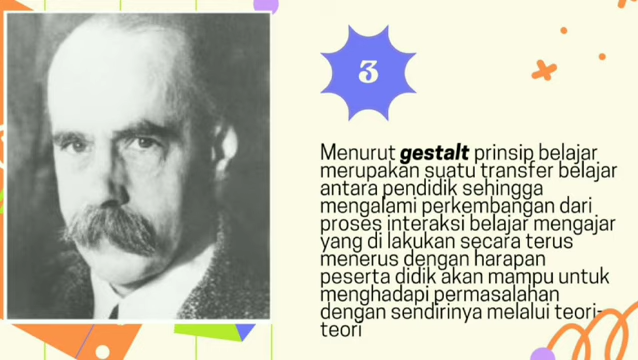 3
Menurut gestalt prinsip belajar
merupakan suatu transfer belajar
antara pendidik sehingga
mengalami perkembangan dari
proses interaksi belajar mengajar
yang di lakukan secara terus
menerus dengan harapan
peserta didik akan mampu untuk
menghadapi permasalahan
dengan sendirinya melalui teori-
teori